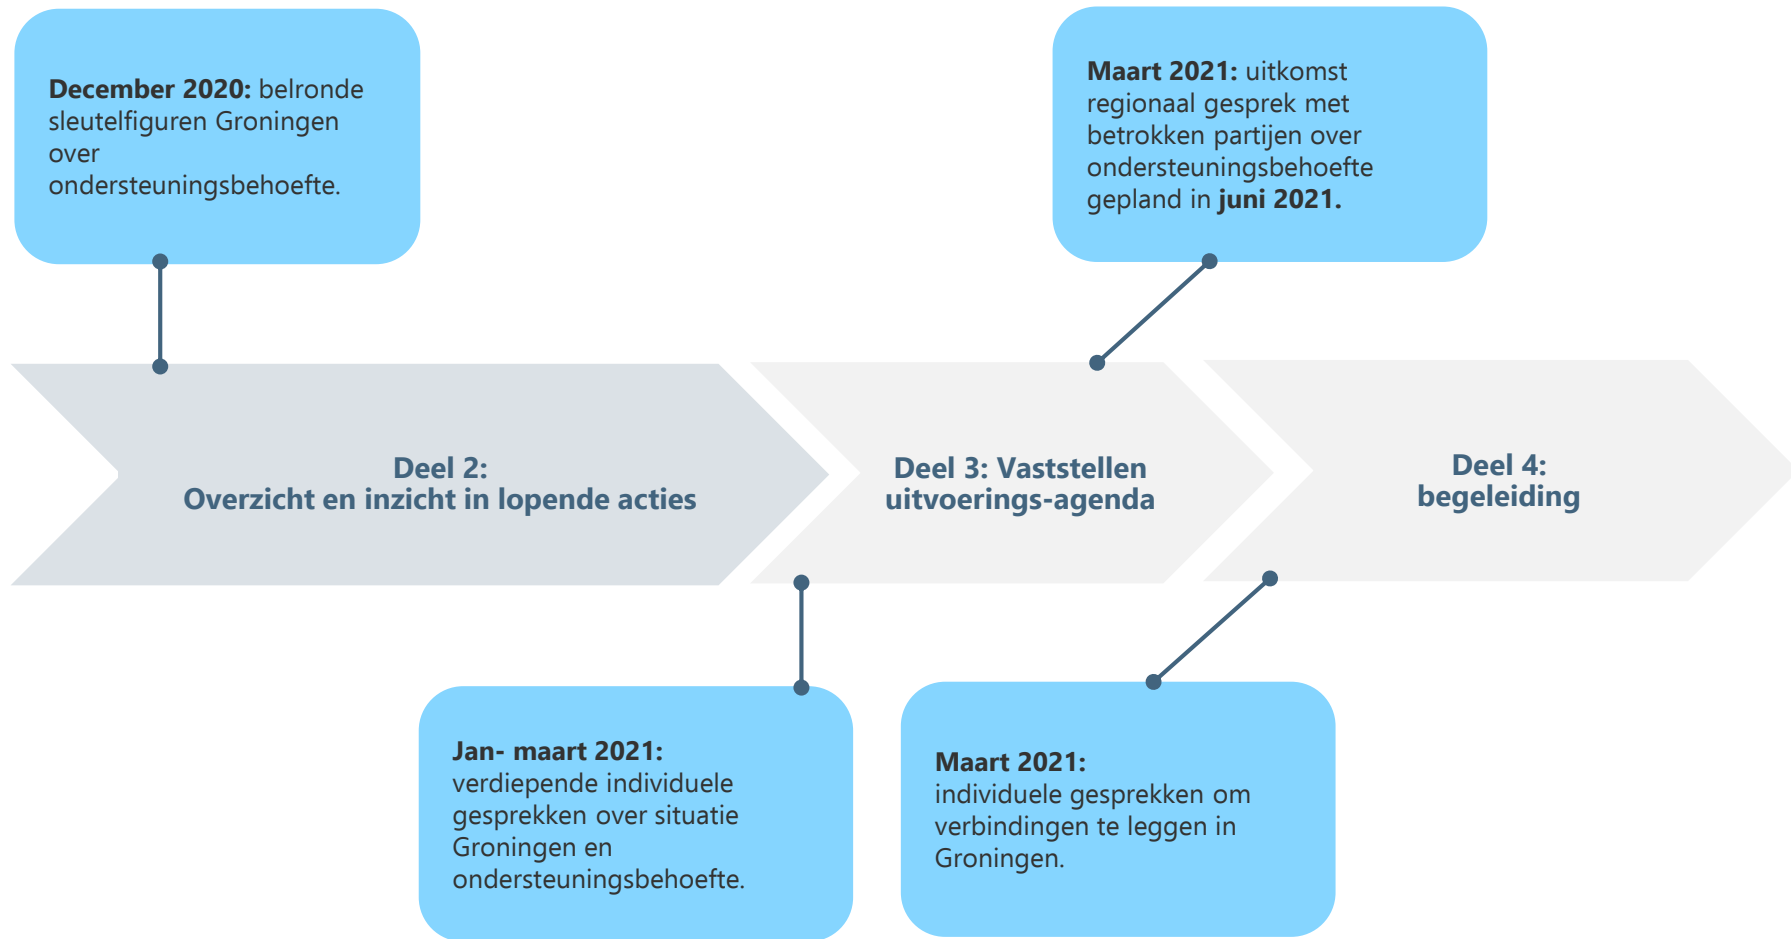 December 2020: belronde
sleutelfiguren Groningen
over
ondersteuningsbehoefte.
Maart 2021: uitkomst
regionaal gesprek met
betrokken partijen over
ondersteuningsbehoefte
gepland in juni 2021.
Deel 2:
Overzicht en inzicht in lopende acties
Deel 3: Vaststellen
uitvoerings-agenda
Deel 4:
begeleiding
Jan- maart 2021:
verdiepende individuele
gesprekken over situatie
Groningen en
ondersteuningsbehoefte.
Maart 2021:
individuele gesprekken om
verbindingen te leggen in
Groningen.